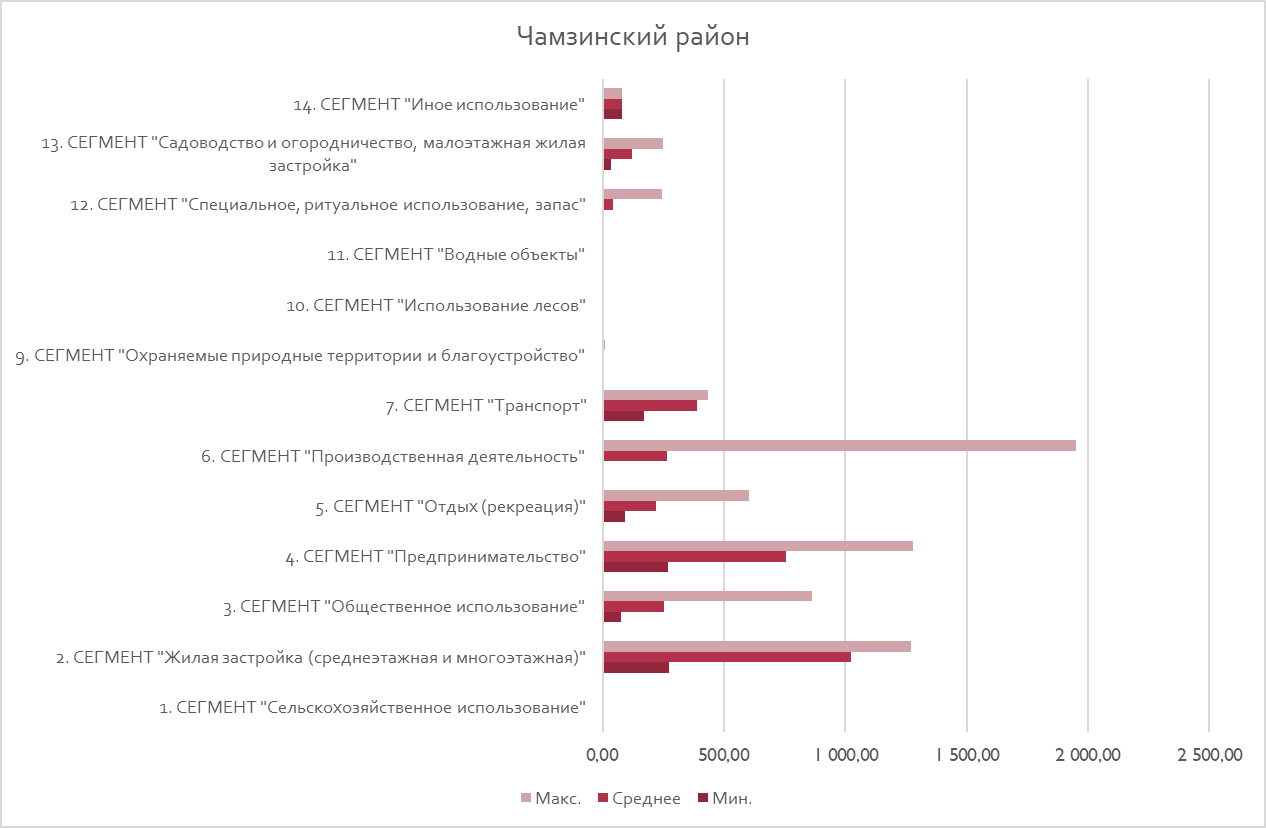 Чамзинский район
14. СЕГМЕНТ "Иное использование"
13. СЕГМЕНТ "Садоводство и огородничество, малоэтажная жилая
застройка"
12. СЕГМЕНТ "Специальное, ритуальное использование, запас"
11. СЕГМЕНТ "Водные объекты"
10. СЕГМЕНТ "Использование лесов"
9. СЕГМЕНТ "Охраняемые природные территории и благоустройство"
7. СЕГМЕНТ "Транспорт"
6. СЕГМЕНТ "Производственная деятельность"
5. СЕГМЕНТ "Отдых (рекреация)"
4. СЕГМЕНТ "Предпринимательство"
3. СЕГМЕНТ "Общественное использование"
2. СЕГМЕНТ "Жилая застройка (среднеэтажная и многоэтажная)"
1. СЕГМЕНТ "Сельскохозяйственное использование"
0,00 500,00 1 000,00 1 500,00 2 000,00 2 500,00
Макс. Среднее Мин.